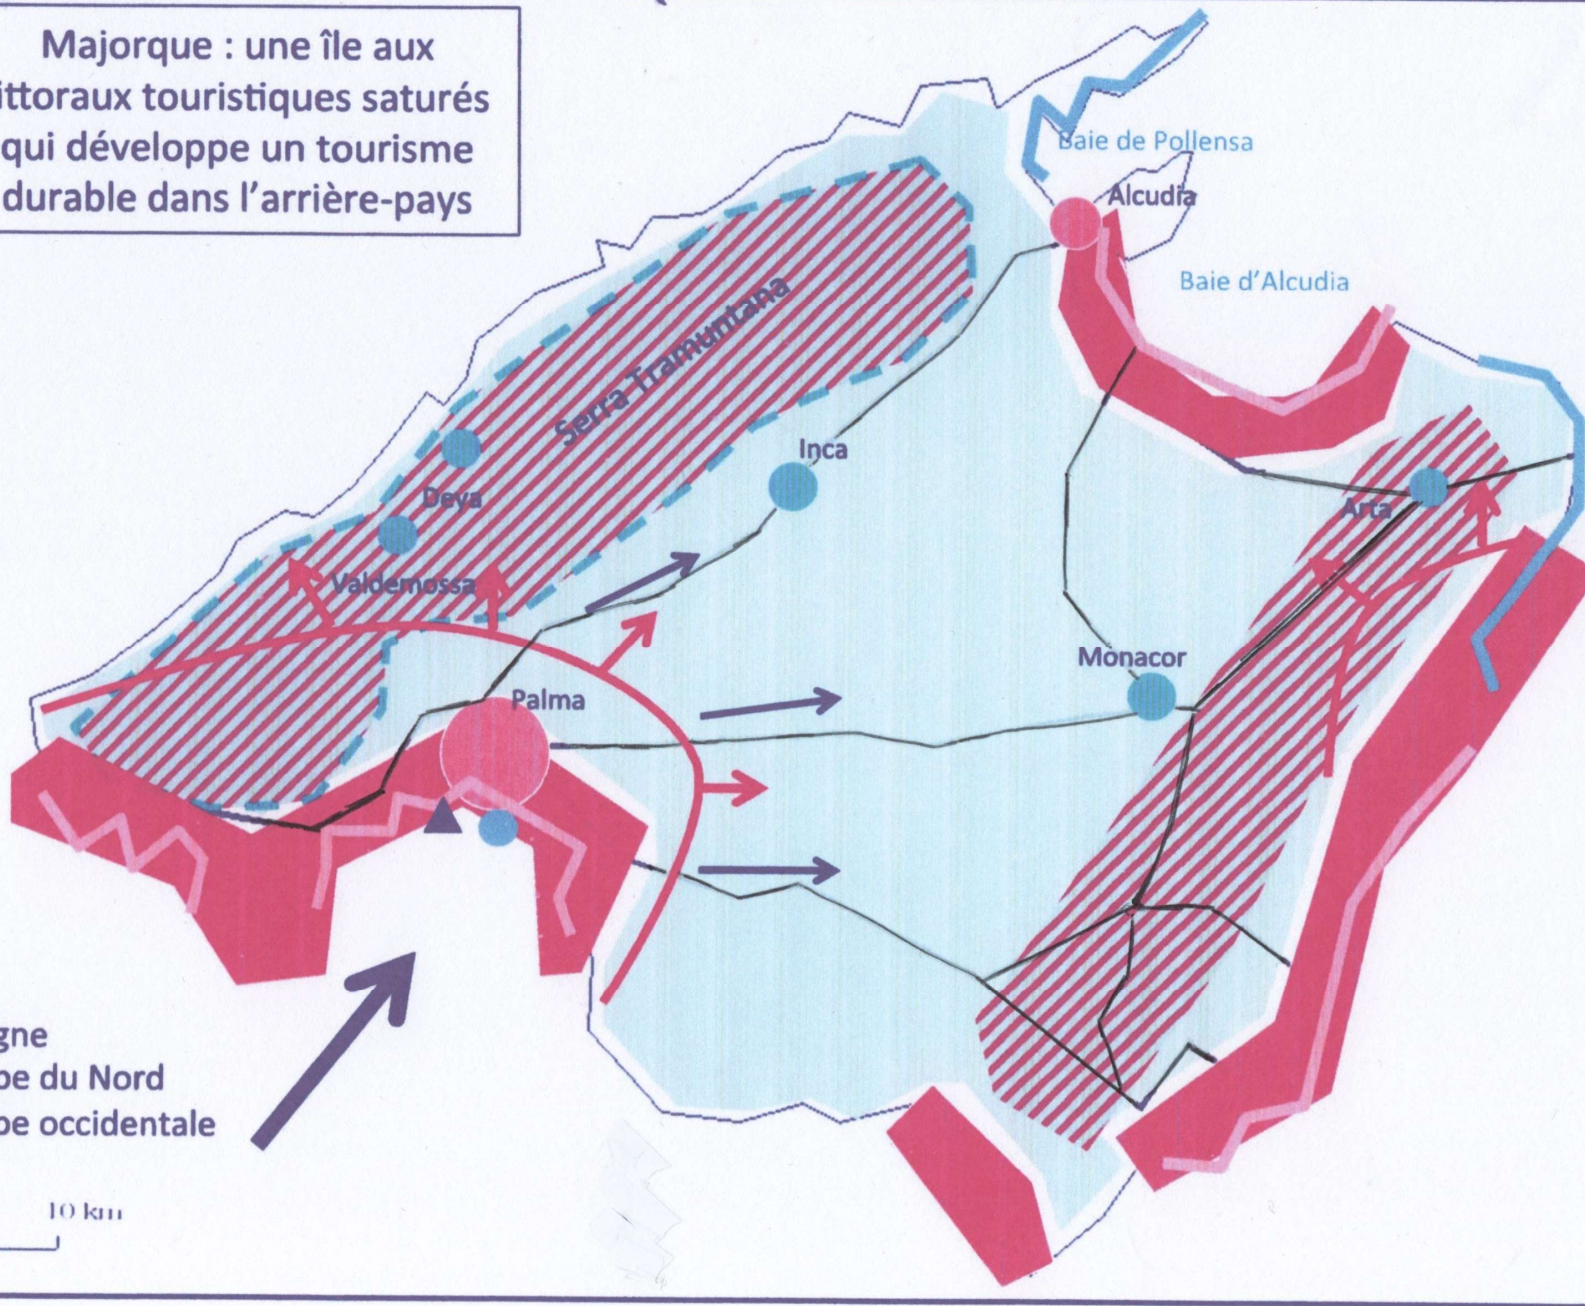 Majorque : une île aux
ittoraux touristiques saturés
qui développe un tourisme
durable dans l'arrière-pays
Baie de Pollensa
Alcudia
Baie d'Alcudia
Serra Tramuntana
Inca
Deya
Arta
Valdemossa
Monacor
Palma
gne
pe du Nord
pe occidentale
10 km